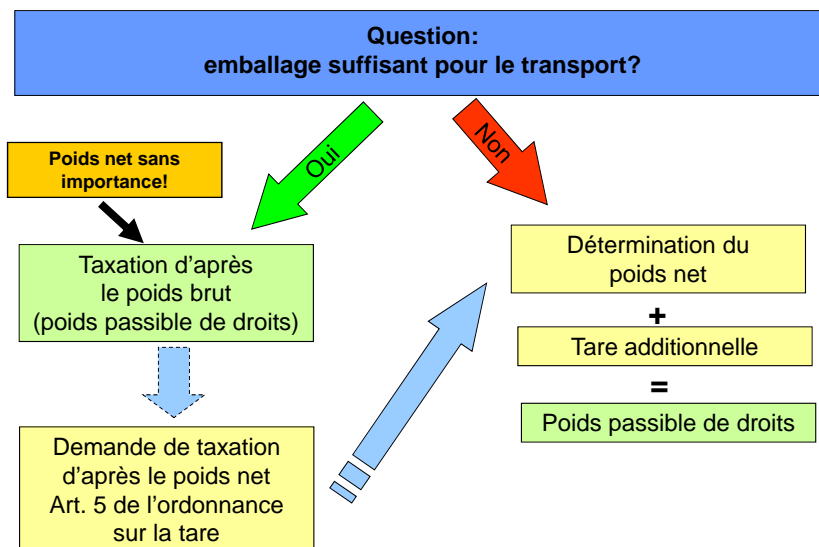 Question:
emballage suffisant pour le transport?
Oui
Non
Poids net sans
importance!
Taxation d'après
le poids brut
(poids passible de droits)
Demande de taxation
d'après le poids net
Art. 5 de l'ordonnance
sur la tare
Détermination du
poids net
+
Tare additionnelle
=
Poids passible de droits